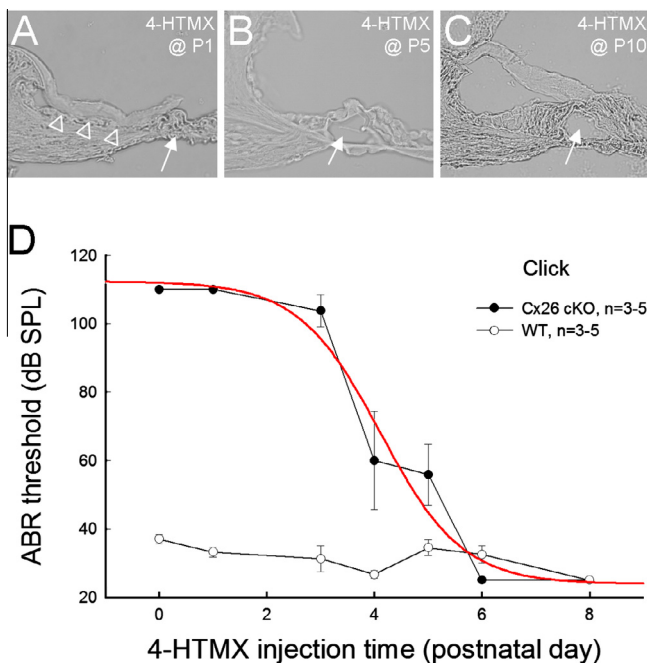 A
4-HTMX
@ P1
B
4-HTMX
@ P5
C
4-HTMX
@ P10
D
120
100
80
60
40
20
ABR threshold (dB SPL)
Click
Cx26 cKO, n=3-5
WT, n=3-5
0
2
4
6
8
4-HTMX injection time (postnatal day)